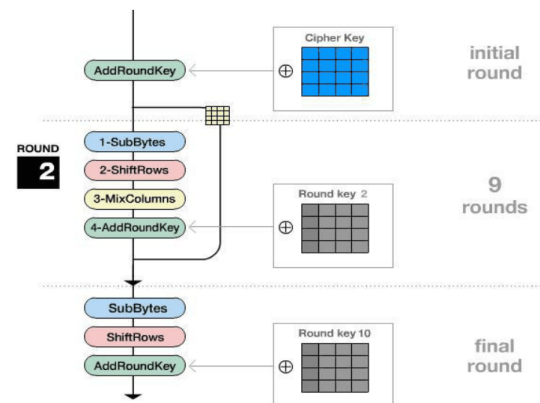 Cipher Key
AddRoundKey
initial
round
ROUND
2
1-SubBytes
2-ShiftRows
3-MixColumns
4-AddRoundKey
Round key 2
9
rounds
SubBytes
ShiftRows
AddRoundKey
Round key 10
final
round